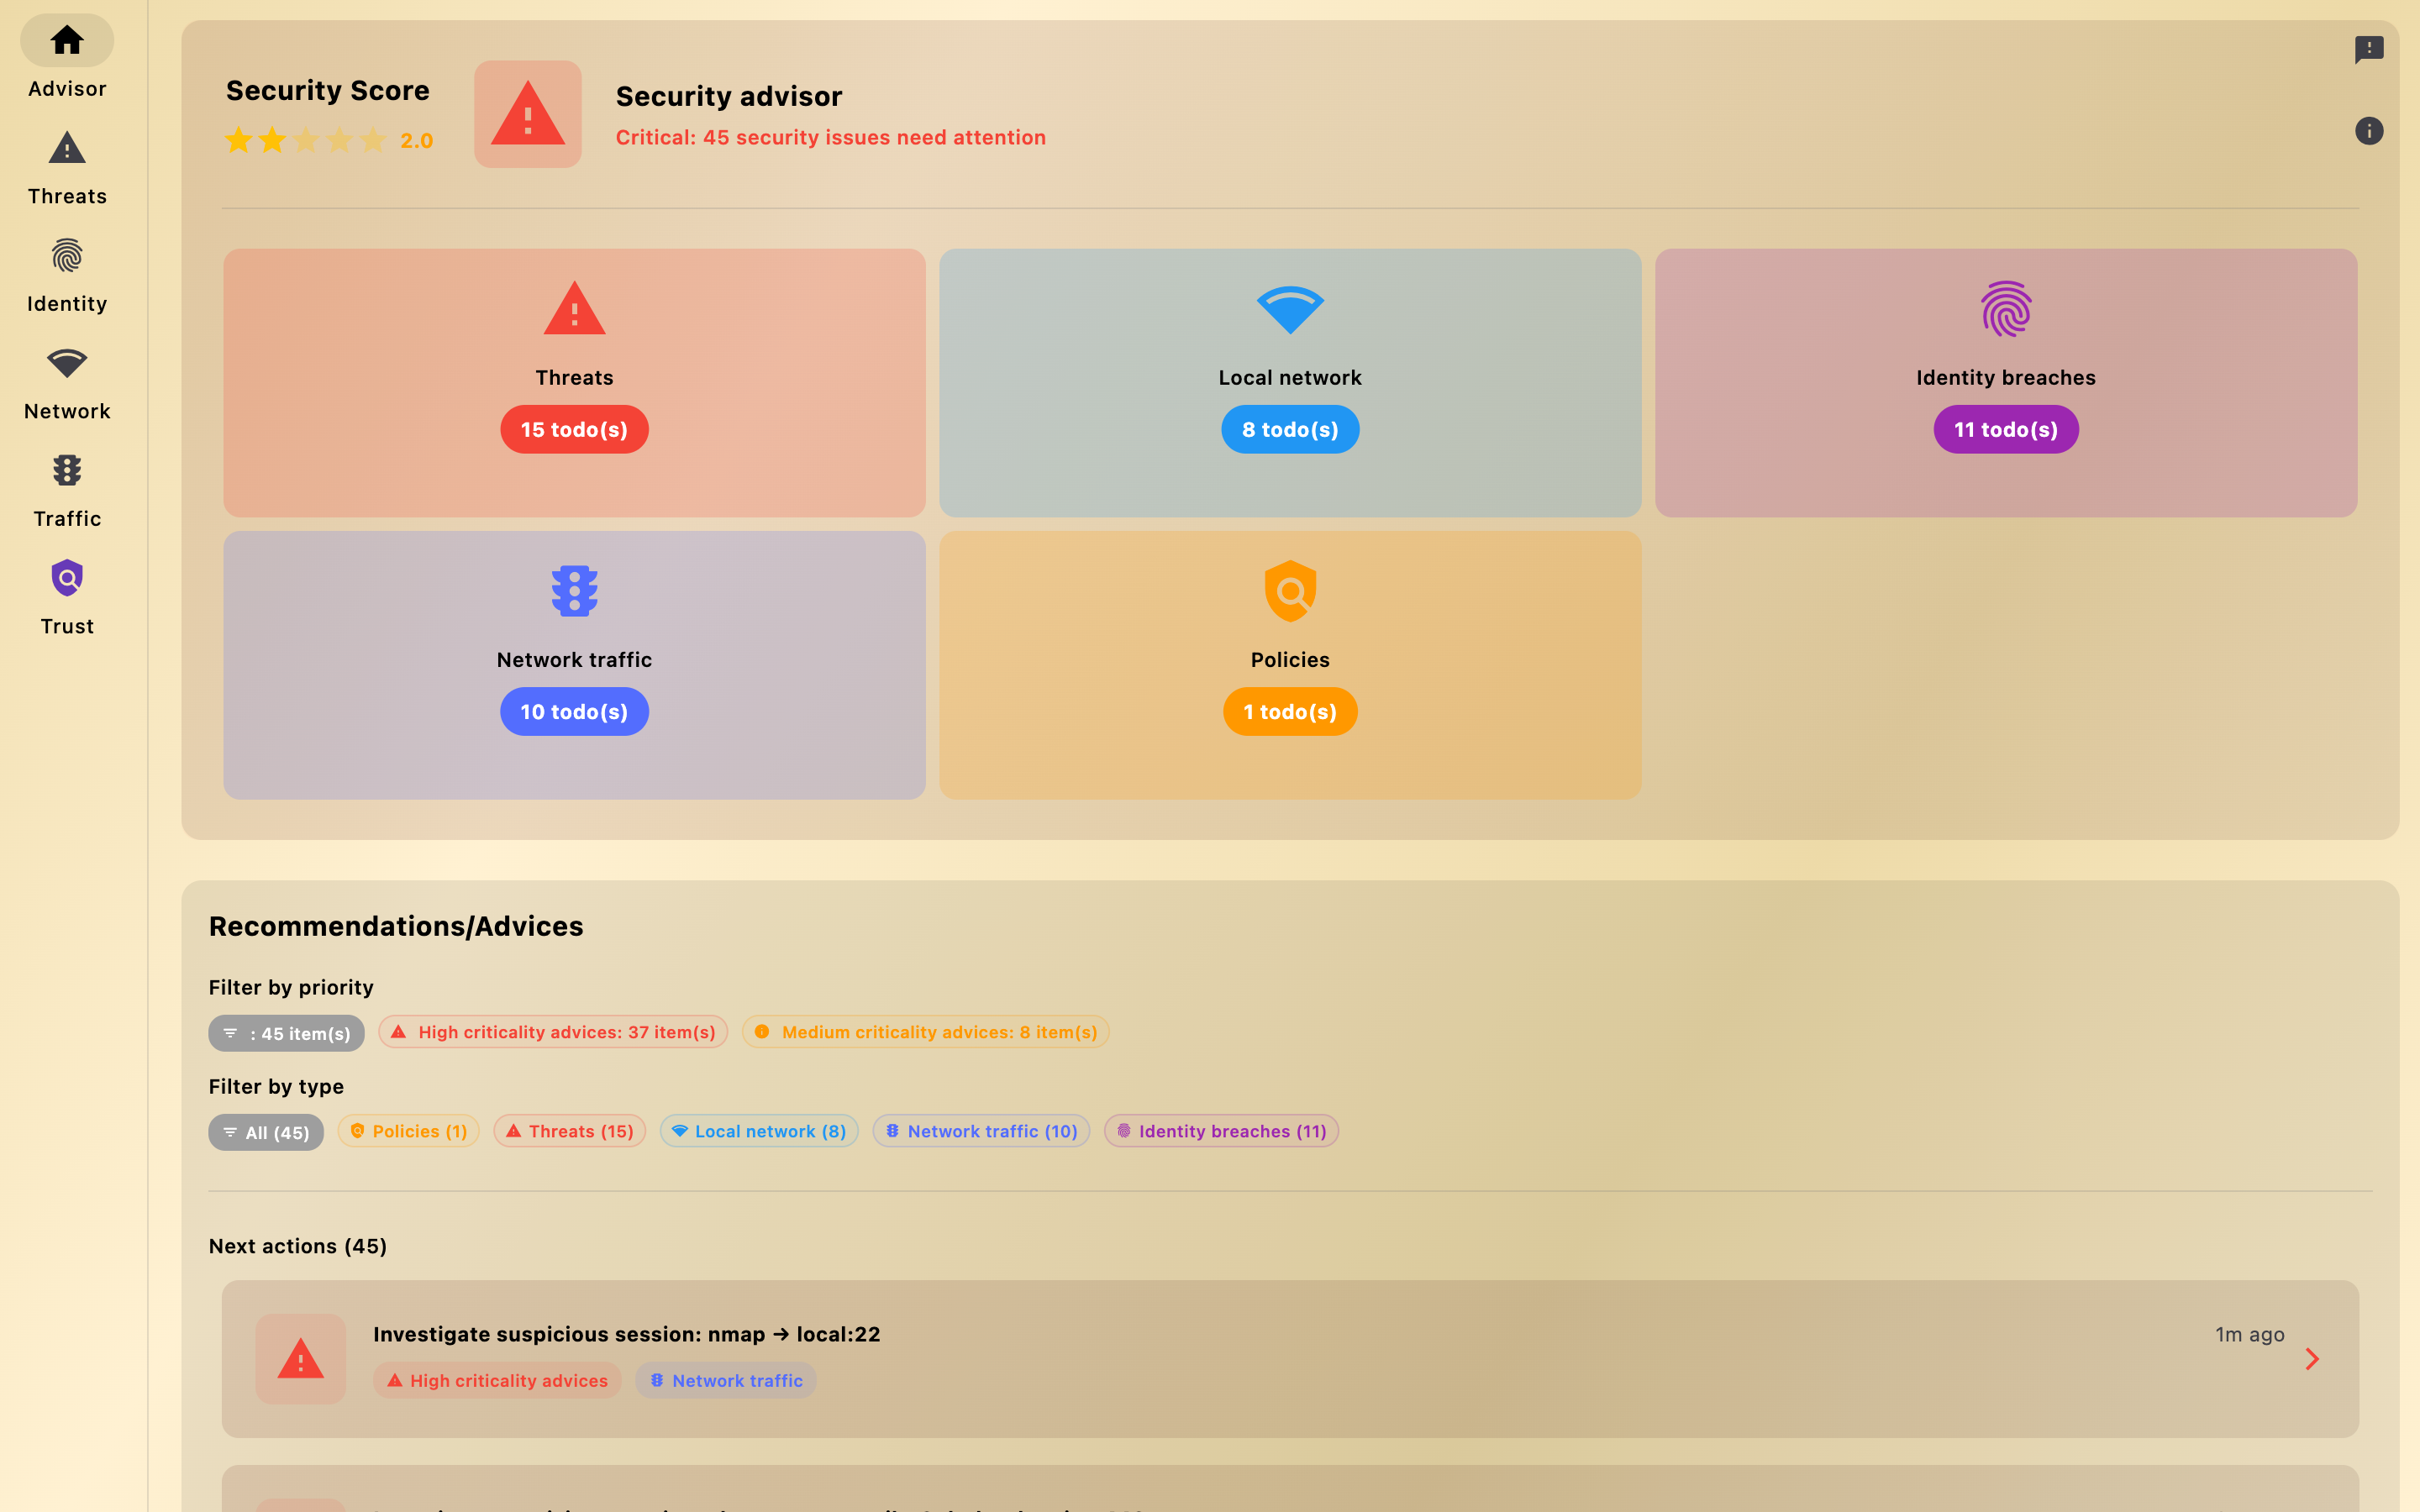 Advisor
Threats
Identity
Network
Traffic
Trust
Security Score
2.0
Security advisor
Critical: 45 security issues need attention
Threats
15 todo(s)
Local network
8 todo(s)
Identity breaches
11 todo(s)
Network traffic
10 todo(s)
Policies
1 todo(s)
Recommendations/Advices
Filter by priority
: 45 item(s)
High criticality advices: 37 item(s)
Medium criticality advices: 8 item(s)
Filter by type
All (45)
Policies (1)
Threats (15)
Local network (8)
Network traffic (10)
Identity breaches (11)
Next actions (45)
Investigate suspicious session: nmap → local:22
1m ago
High criticality advices
Network traffic